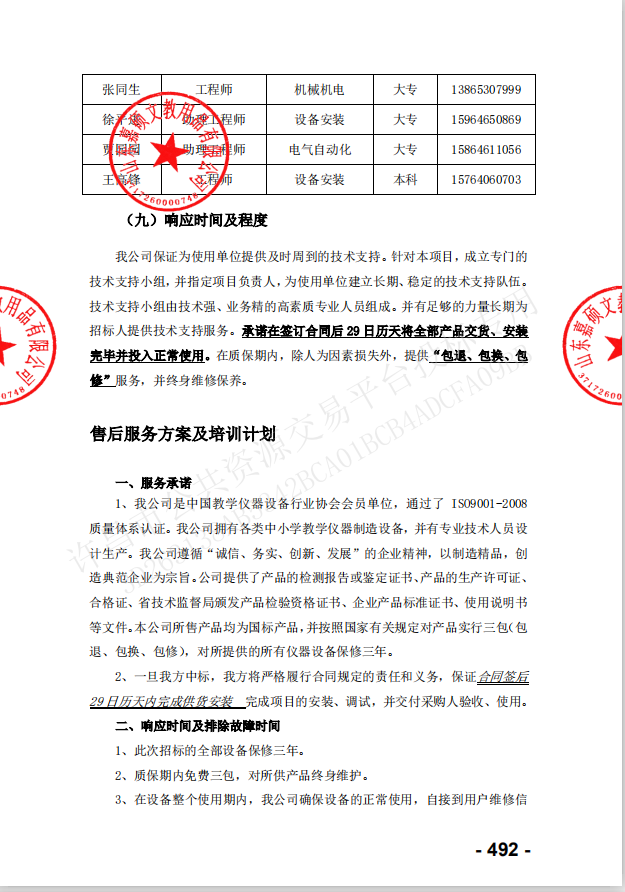 张同生 工程师 机械机电 大专 13865307999
徐 助理工程师 设备安装 大专 15964650869
贾 助理工程师 电气自动化 大专 15864611056
王 工程师 设备安装 本科 15764060703
（九）响应时间及程度
我公司保证为使用单位提供及时周到的技术支持。针对本项目，成立专门的
技术支持小组，并指定项目负责人，为使用单位建立长期、稳定的技术支持队伍。
技术支持小组由技术强、业务精的高素质专业人员组成。并有足够的力量长期为
招标人提供技术支持服务。承诺在签订合同后 29 日历天将全部产品交货、安装
完毕并投入正常使用。在质保期内，除人为因素损失外，提供“包退、包换、包
修”服务，并终身维修保养。
售后服务方案及培训计划
一、服务承诺
1、我公司是中国教学仪器设备行业协会会员单位，通过了 ISO9001-2008
质量体系认证。我公司拥有各类中小学教学仪器制造设备，并有专业技术人员设
计生产。我公司遵循“诚信、务实、创新、发展”的企业精神，以制造精品，创
造典范企业为宗旨。公司提供了产品的检测报告或鉴定证书、产品的生产许可证、
合格证、省技术监督局颁发产品检验资格证书、企业产品标准证书、使用说明书
等文件。本公司所售产品均为国标产品，并按照国家有关规定对产品实行三包（包
退、包换、包修），对所提供的所有仪器设备保修三年。
2、一旦我方中标，我方将严格履行合同规定的责任和义务，保证合同签后
29 日历天内完成供货安装 完成项目的安装、调试，并交付采购人验收、使用。
二、响应时间及排除故障时间
1、此次招标的全部设备保修三年。
2、质保期内免费三包，对所供产品终身维护。
3、在设备整个使用期内，我公司确保设备的正常使用，自接到用户维修信
- 492 -
山东嘉硕文教用品有限公司
3717260000748